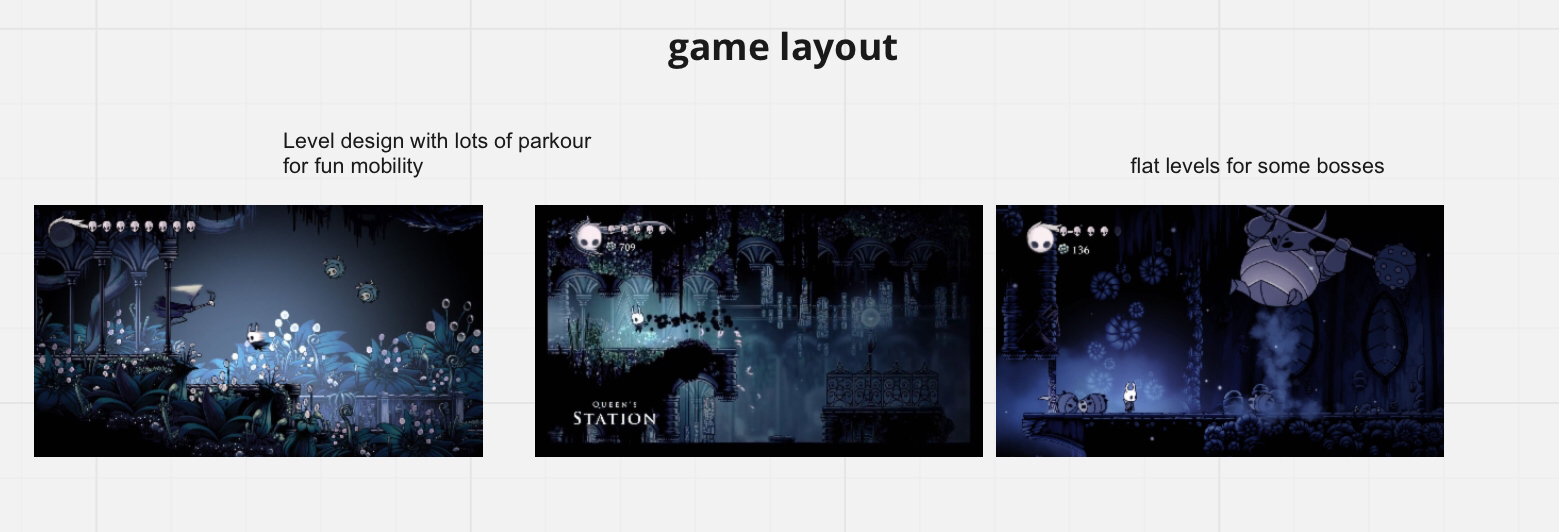 game layout
Level design with lots of parkour
for fun mobility
flat levels for some bosses
709
QUEEN'S
STATION
136